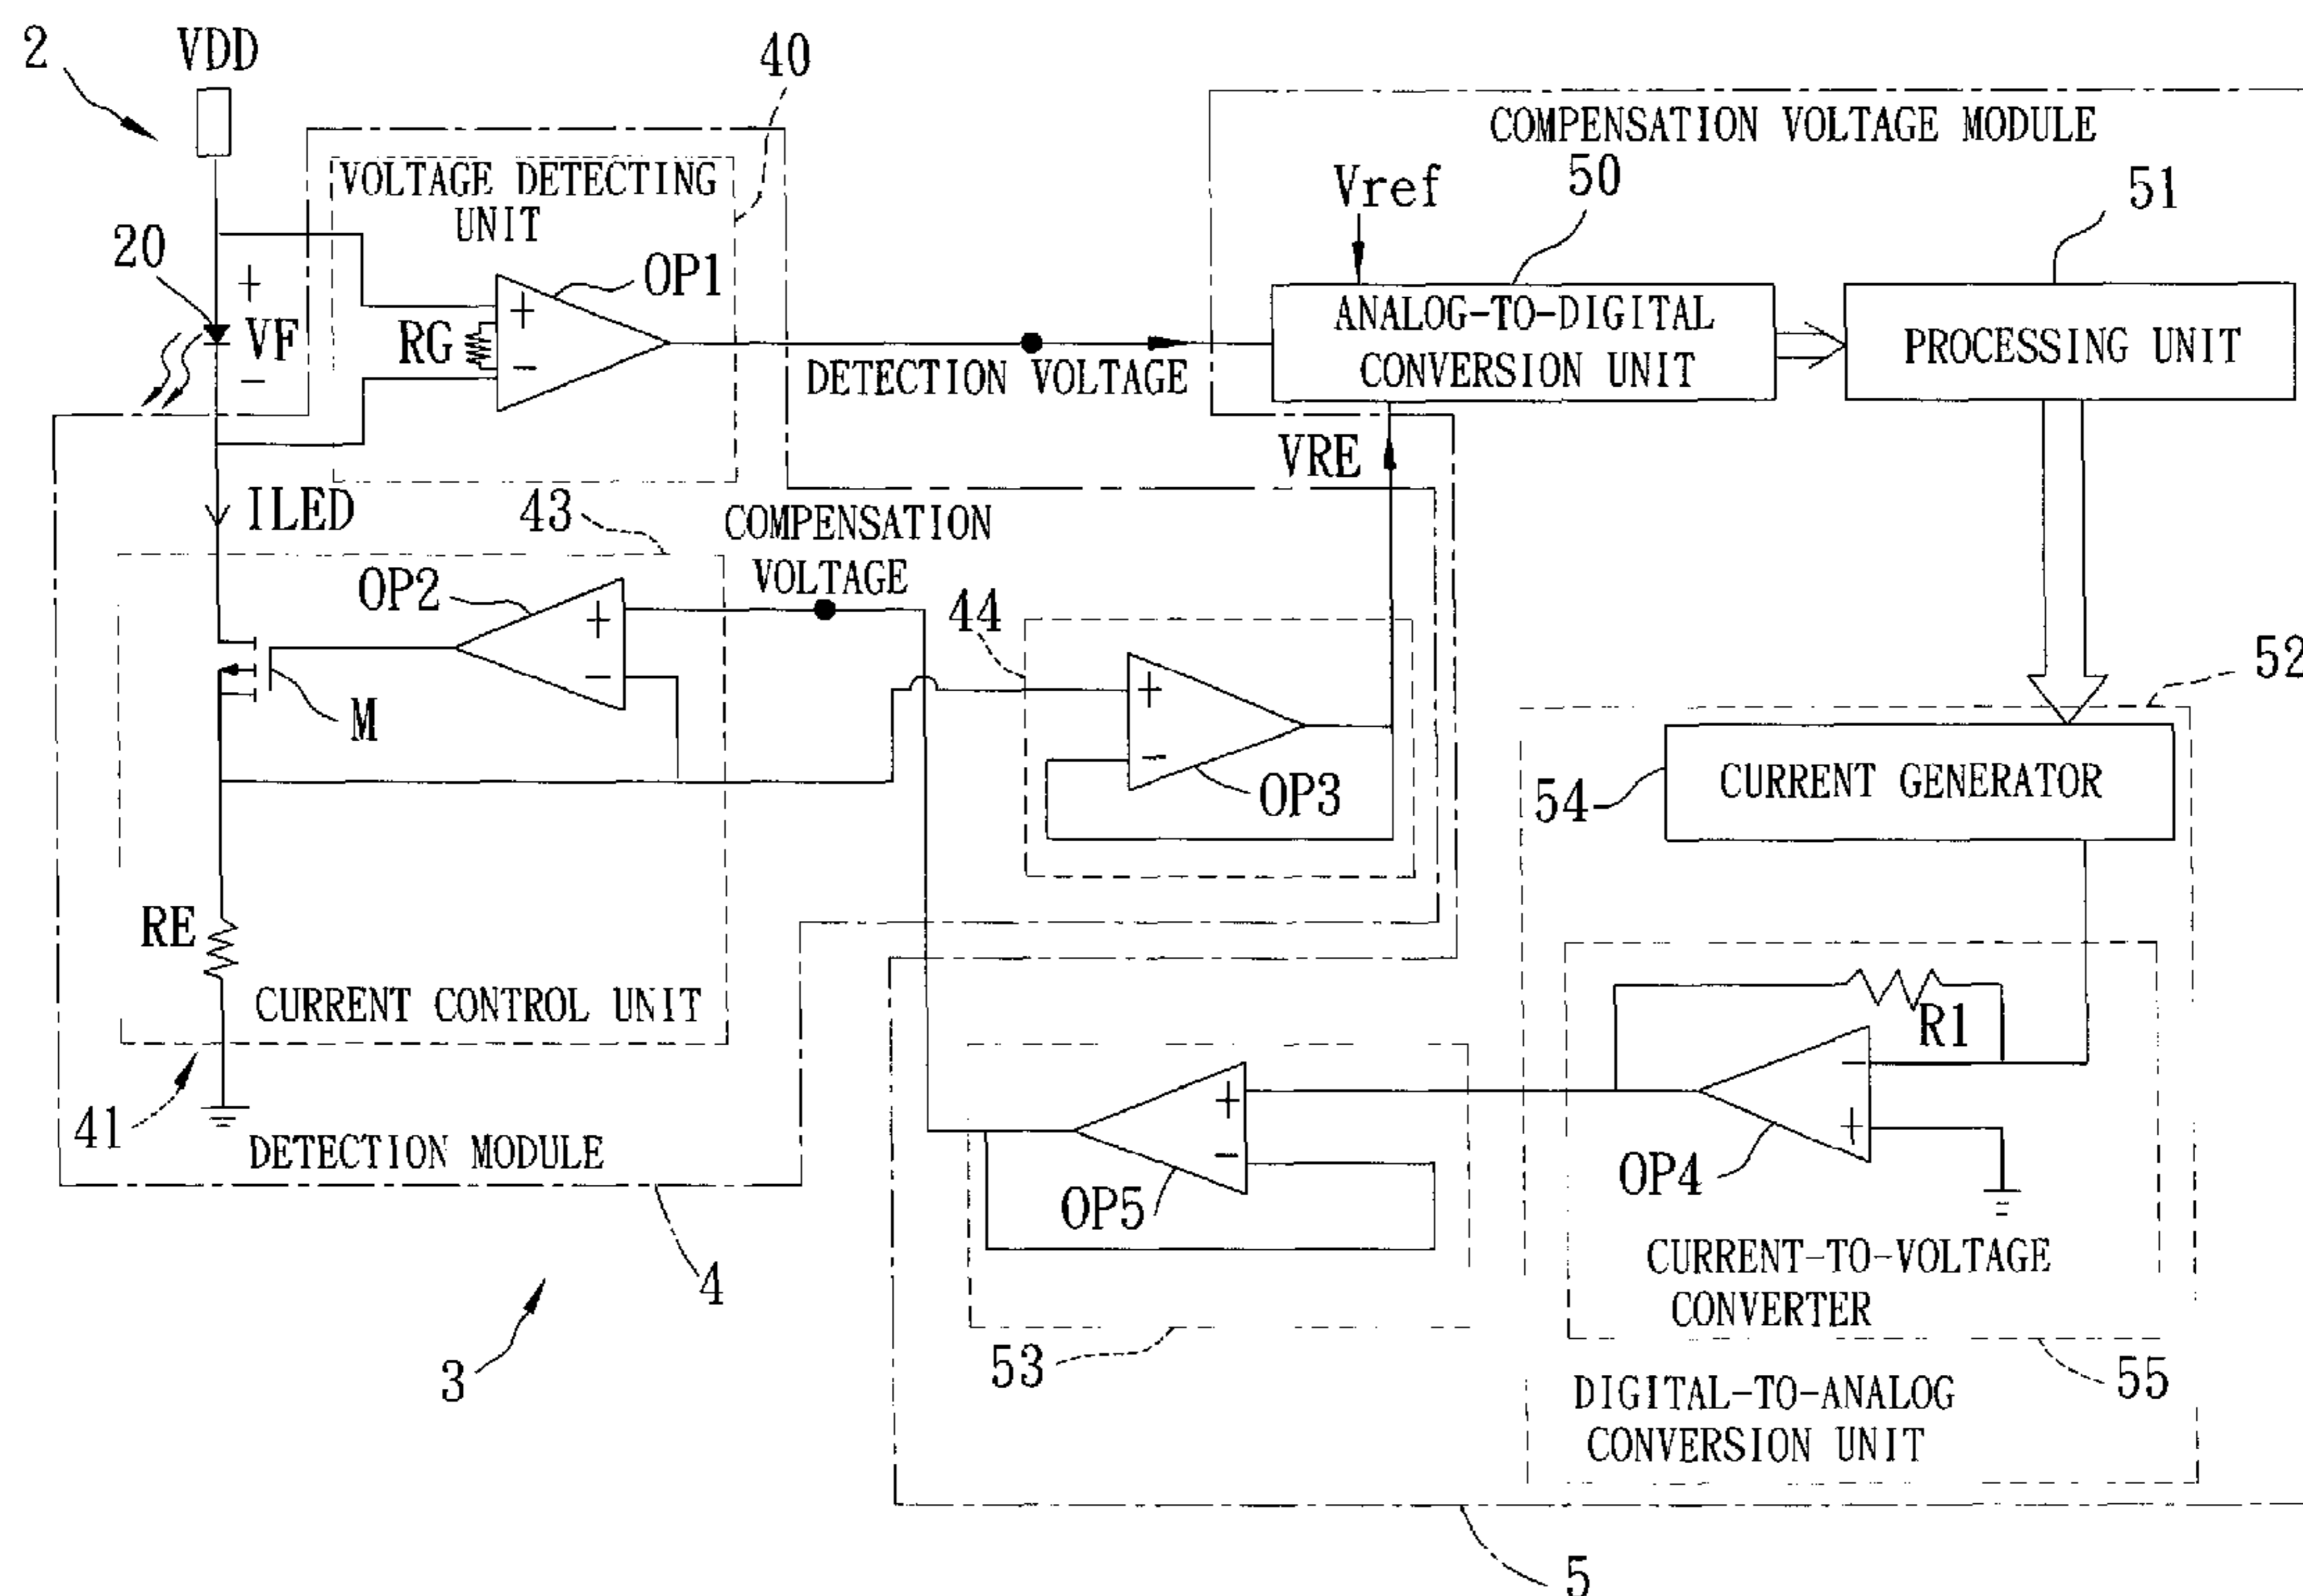 2
VDD
40
COMPENSATION VOLTAGE MODULE
VOLTAGE DETECTING
UNIT
Vref
50
51
20
+
VF
−
OP1
+
RG
−
DETECTION VOLTAGE
ANALOG-TO-DIGITAL
CONVERSION UNIT
PROCESSING UNIT
VRE
ILED
43
COMPENSATION
VOLTAGE
OP2
+
−
M
44
+
−
OP3
52
54
CURRENT GENERATOR
RE
CURRENT CONTROL UNIT
41
DETECTION MODULE
R1
−
+
OP4
+
−
OP5
CURRENT-TO-VOLTAGE
CONVERTER
4
3
53
55
DIGITAL-TO-ANALOG
CONVERSION UNIT
5